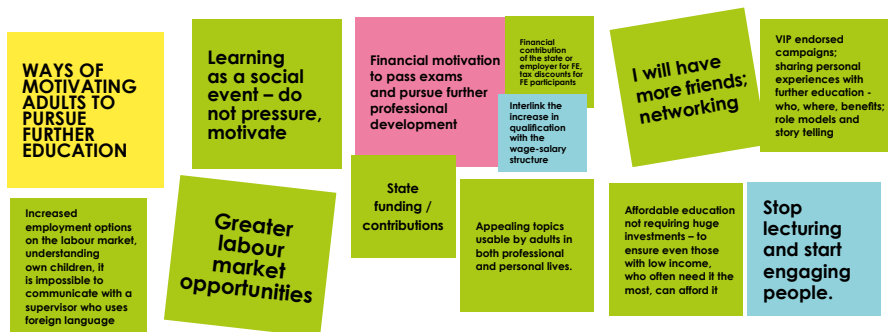 WAYS OF
MOTIVATING
ADULTS TO
PURSUE
FURTHER
EDUCATION
Learning
as a social
event – do
not pressure,
motivate
Financial motivation
to pass exams
and pursue further
professional
development
Financial
contribution
of the state or
employer for FE,
tax discounts for
FE participants
Interlink the
increase in
qualification
with the
wage-salary
structure
I will have
more friends;
networking
VIP endorsed
campaigns;
sharing personal
experiences with
further education -
who, where, benefits;
role models and
story telling
Increased
employment options
on the labour market,
understanding
own children, it
is impossible to
communicate with a
supervisor who uses
foreign language
Greater
labour
market
opportunities
State
funding /
contributions
Appealing topics
usable by adults in
both professional
and personal lives.
Affordable education
not requiring huge
investments – to
ensure even those
with low income,
who often need it the
most, can afford it
Stop
lecturing
and start
engaging
people.